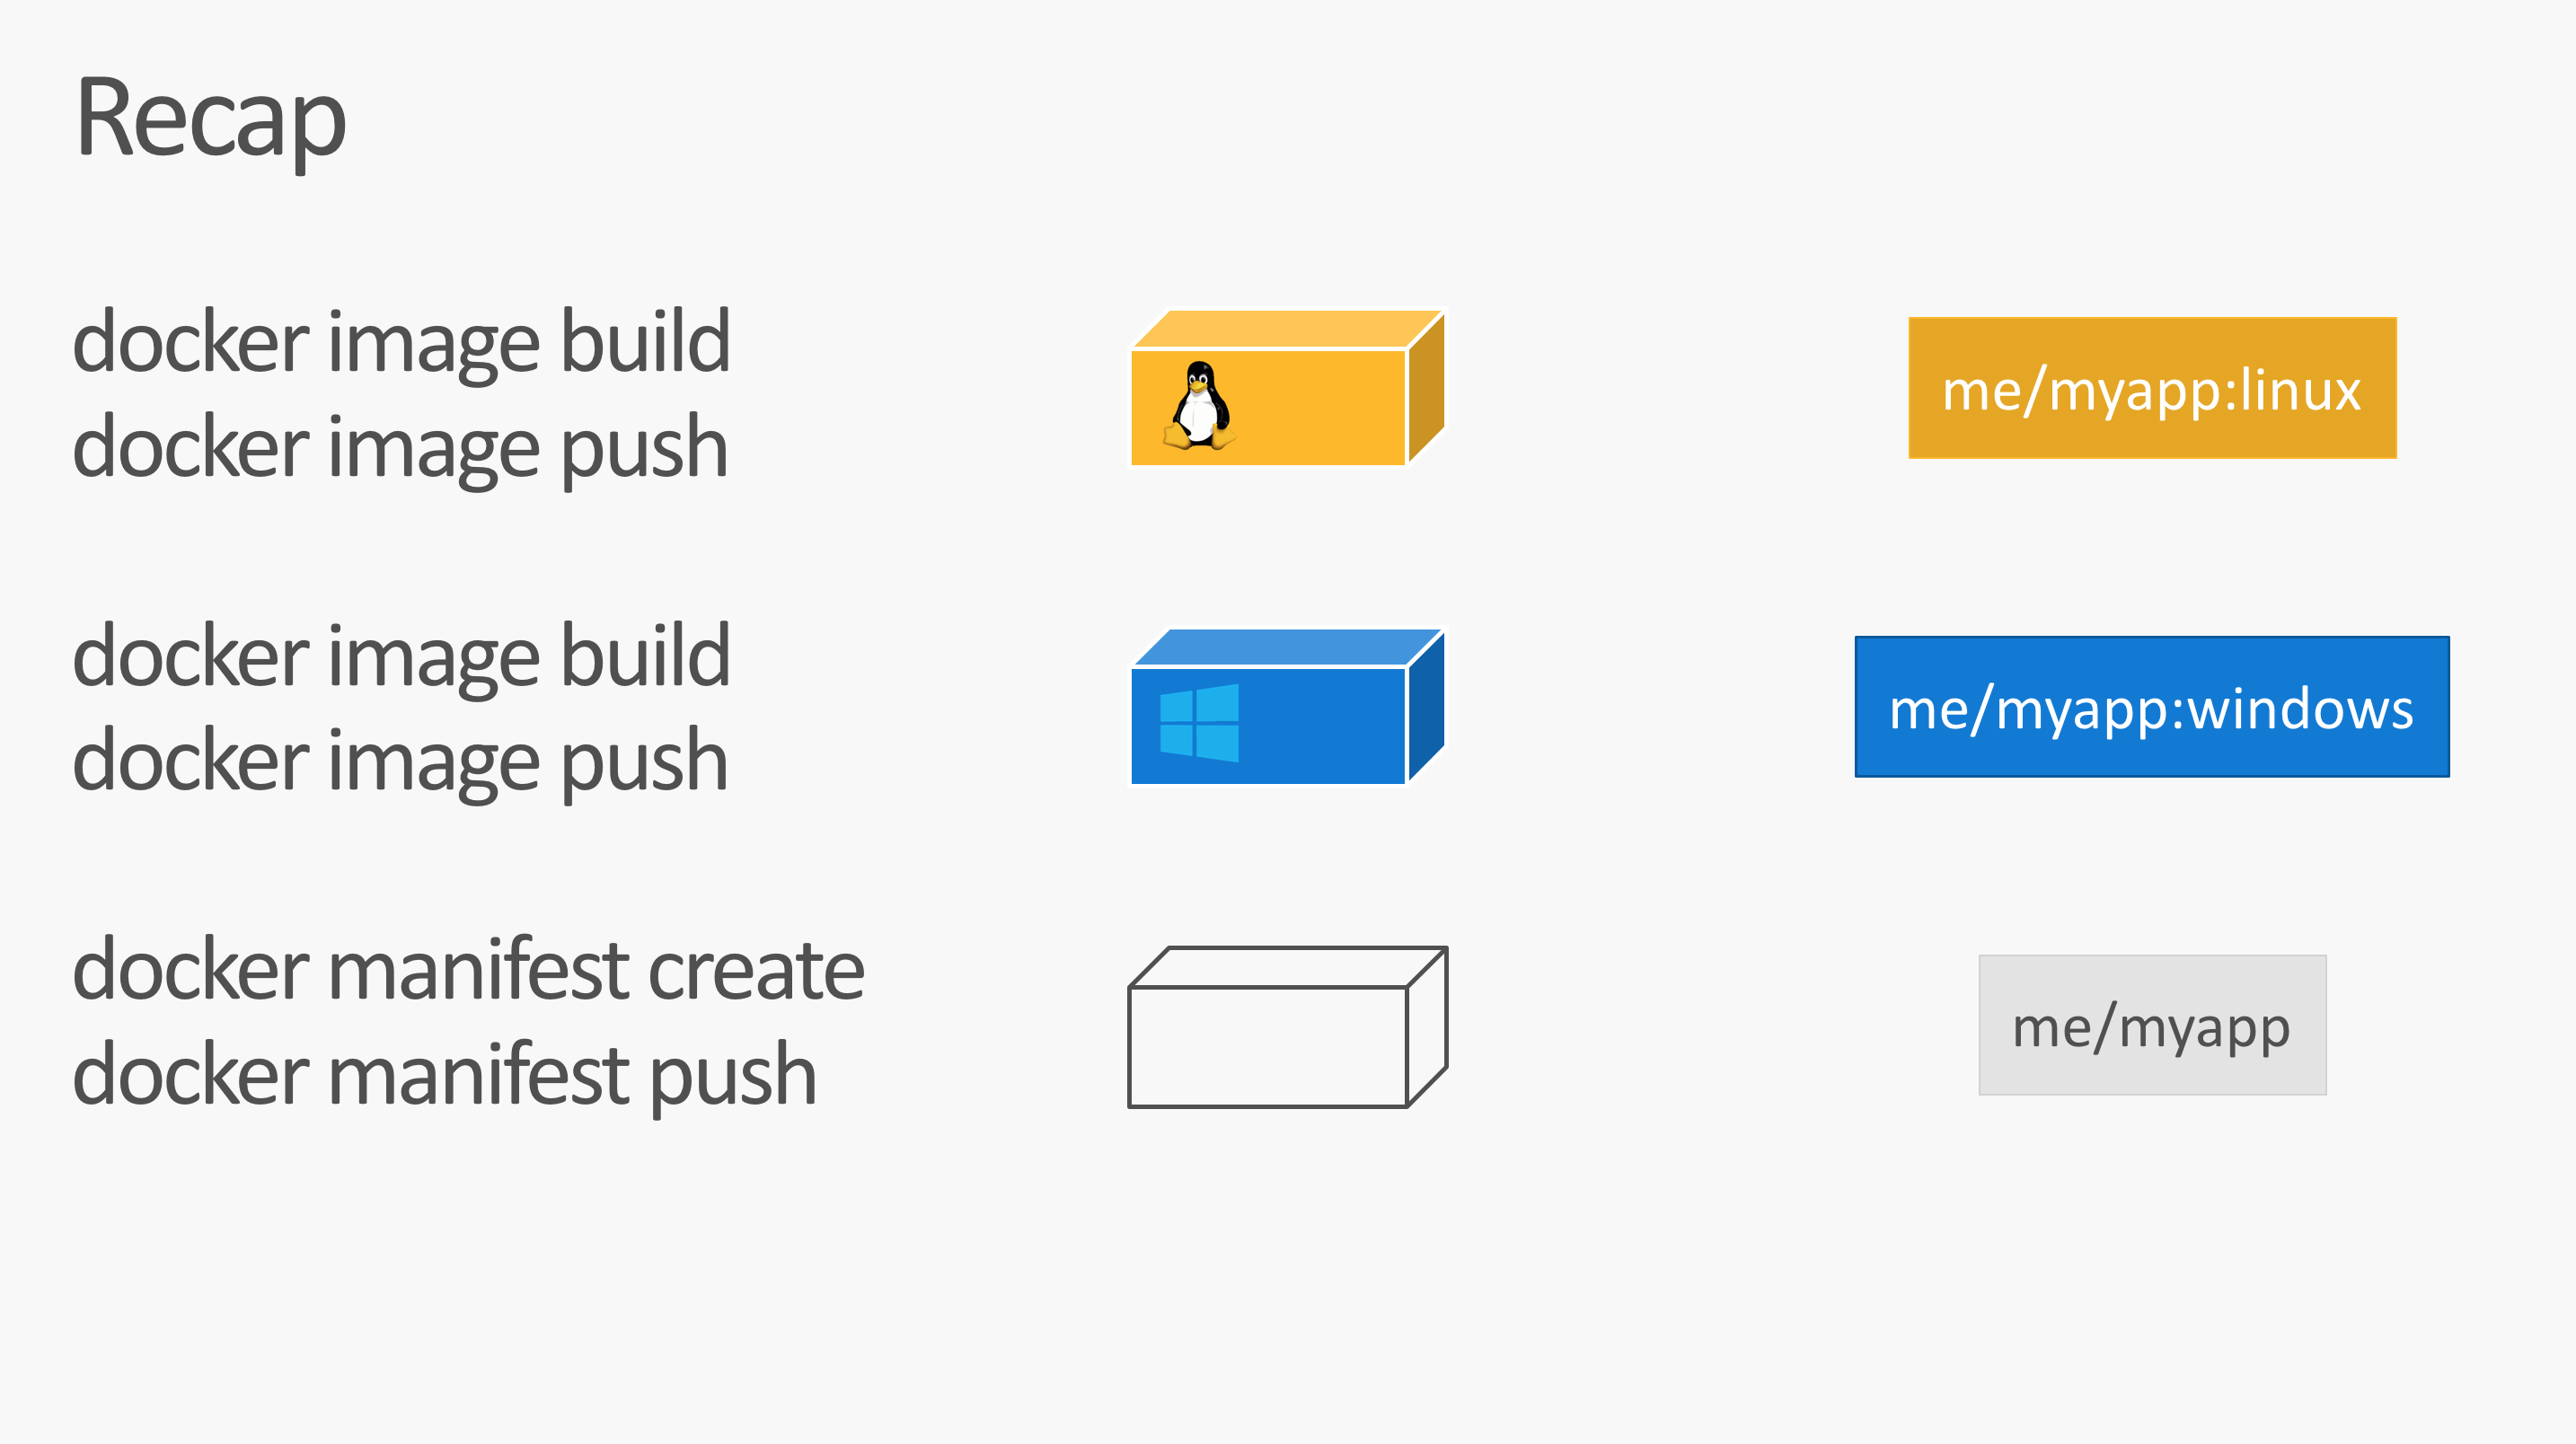 Recap
docker image build
docker image push
me/myapp:linux
docker image build
docker image push
me/myapp:windows
docker manifest create
docker manifest push
me/myapp